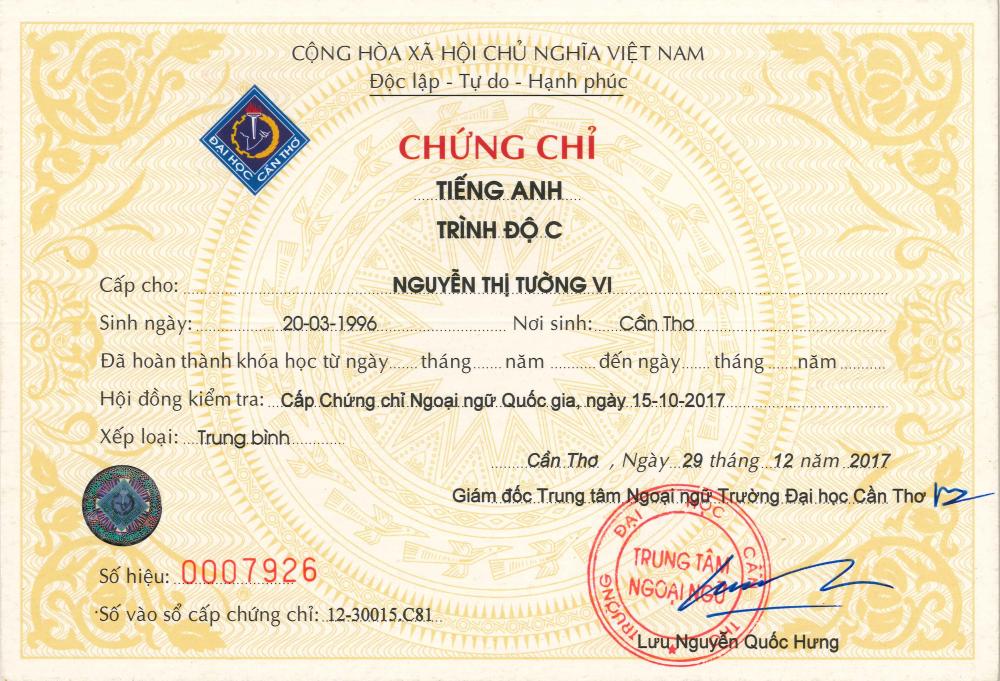 CỘNG HÒA XÃ HỘI CHỦ NGHĨA VIỆT NAM
Độc lập - Tự do - Hạnh phúc
ĐẠI HỌC CẦN THƠ
CHỨNG CHỈ
TIẾNG ANH
TRÌNH ĐỘ C
Cấp cho: NGUYỄN THỊ TƯỜNG VI
Sinh ngày: 20-03-1996 Nơi sinh: Cần Thơ
Đã hoàn thành khóa học từ ngày...... tháng...... năm ......... đến ngày...... tháng...... năm .........
Hội đồng kiểm tra: Cấp Chứng chỉ Ngoại ngữ Quốc gia, ngày 15-10-2017
Xếp loại: Trung bình
Cần Thơ , Ngày 29 tháng 12 năm 2017
Giám đốc Trung tâm Ngoại ngữ Trường Đại học Cần Thơ
TRƯỜNG ĐẠI HỌC CẦN THƠ
TRUNG TÂM
NGOẠI NGỮ
Số hiệu: 0007926
Số vào sổ cấp chứng chỉ: 12-30015.C81
Lưu Nguyễn Quốc Hưng